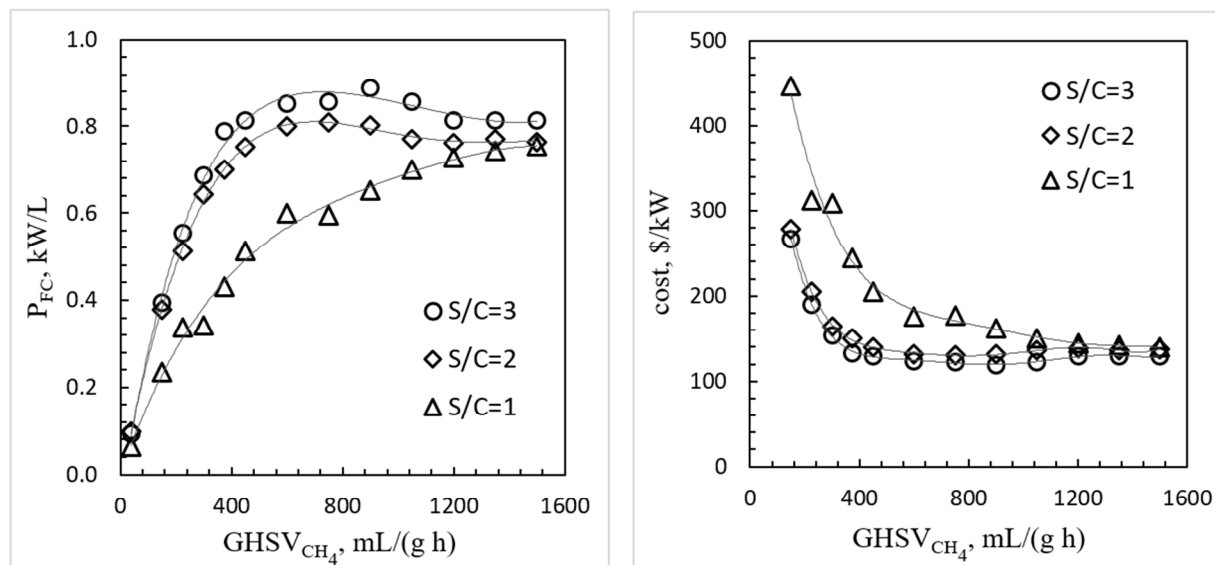 1.0
0.8
0.6
0.4
0.2
0.0
P_FC, kW/L
S/C=3
S/C=2
S/C=1
0 400 800 1200 1600
GHSV_CH₄, mL/(g h)
500
400
300
200
100
0
cost, $/kW
S/C=3
S/C=2
S/C=1
0 400 800 1200 1600
GHSV_CH₄, mL/(g h)